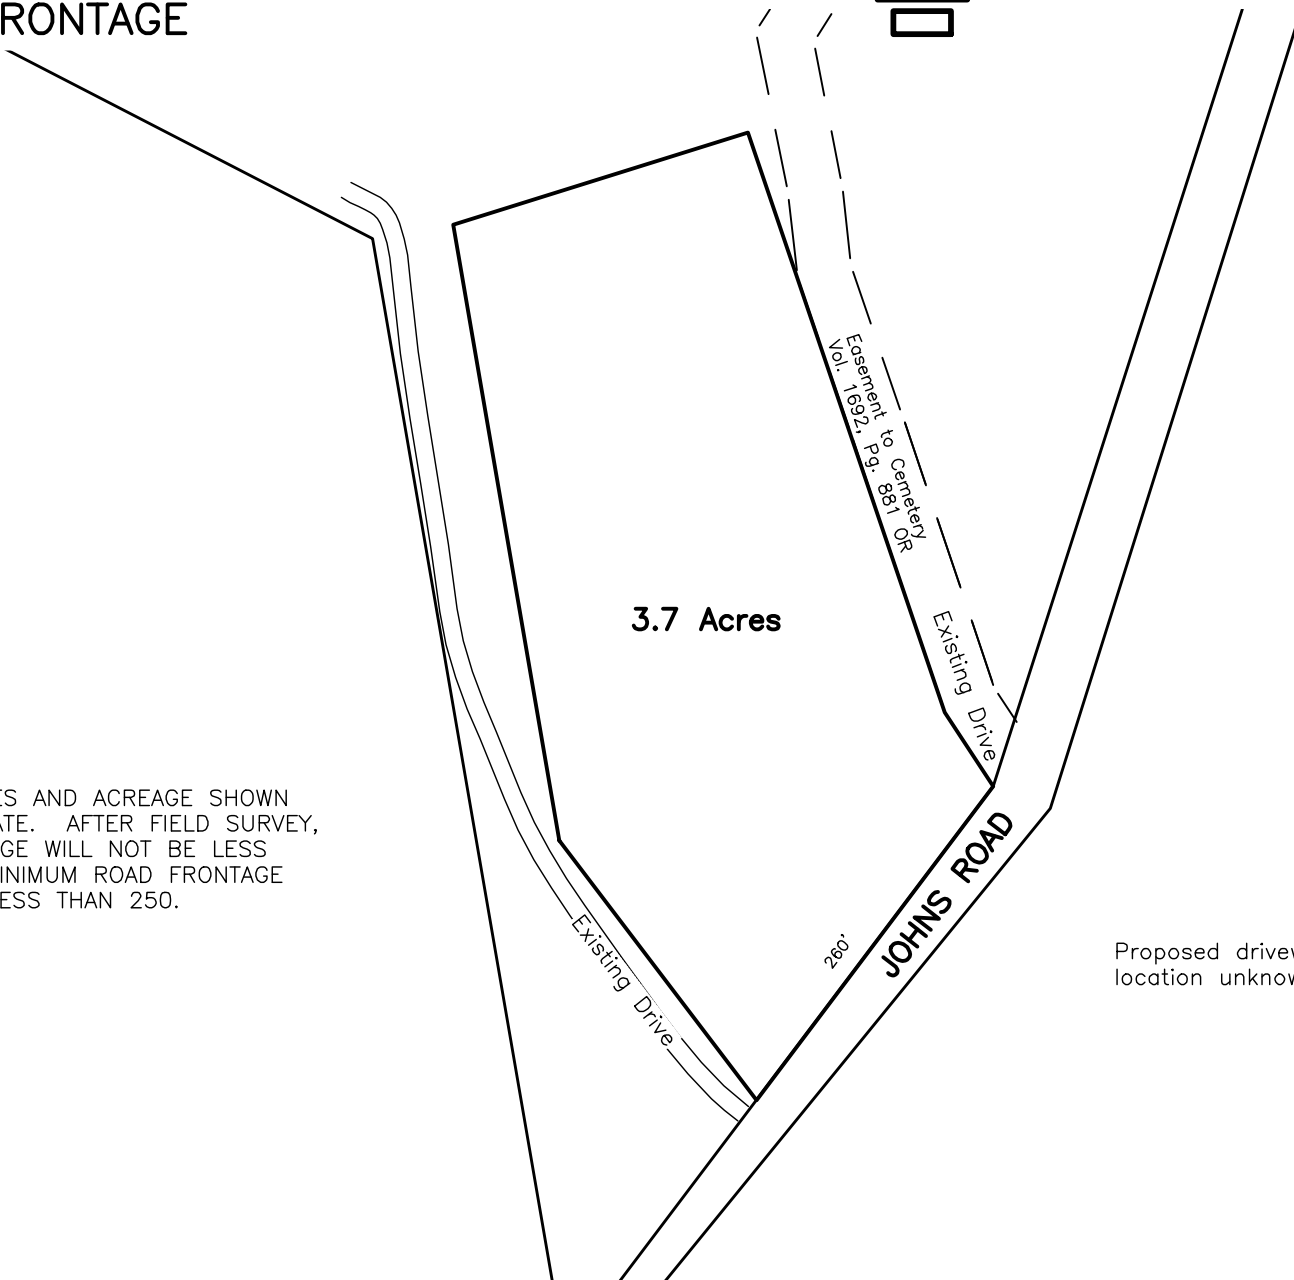 RONTAGE
Easement to Cemetery
Vol. 1692, Pg. 881 OR
3.7 Acres
Existing Drive
ES AND ACREAGE SHOWN
ATE. AFTER FIELD SURVEY,
GE WILL NOT BE LESS
INIMUM ROAD FRONTAGE
ESS THAN 250.
JOHNS ROAD
260'
Existing Drive
Proposed drivew
location unknow